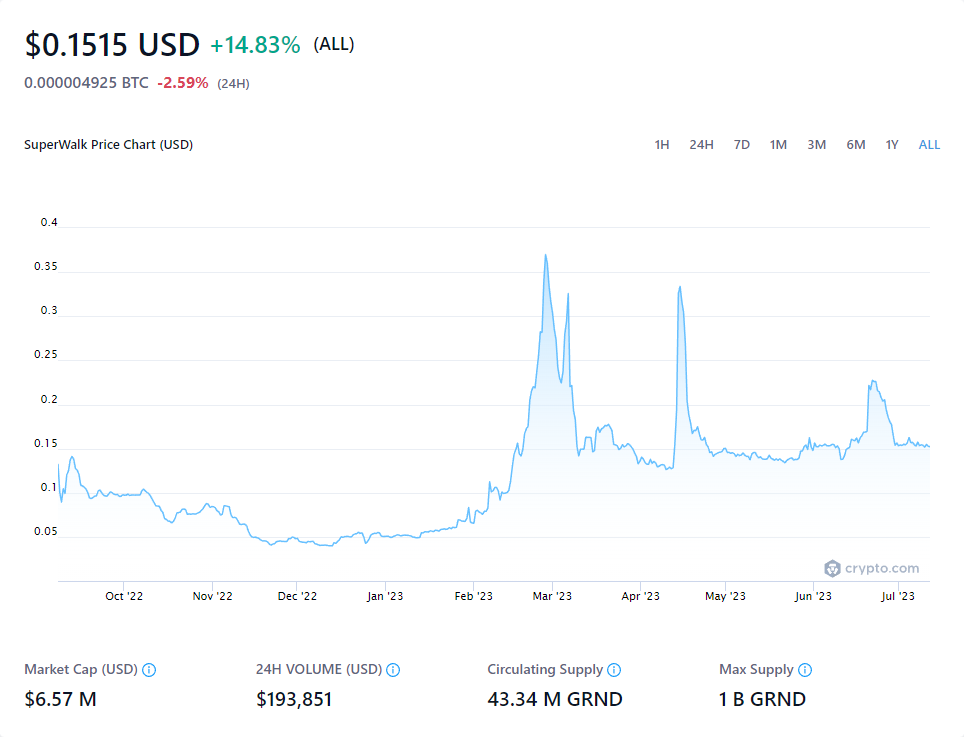 $0.1515 USD +14.83% (ALL)
0.000004925 BTC -2.59% (24H)
SuperWalk Price Chart (USD) 1H 24H 7D 1M 3M 6M 1Y ALL
0.4
0.35
0.3
0.25
0.2
0.15
0.1
0.05
crypto.com
Oct '22 Nov '22 Dec '22 Jan '23 Feb '23 Mar '23 Apr '23 May '23 Jun '23 Jul '23
Market Cap (USD) 24H VOLUME (USD) Circulating Supply Max Supply
$6.57 M $193,851 43.34 M GRND 1 B GRND